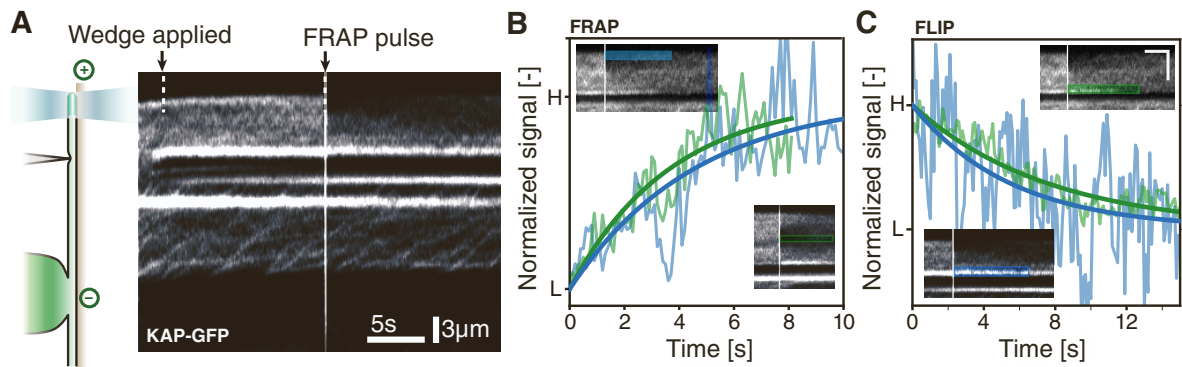 A
Wedge applied
FRAP pulse
+
−
KAP-GFP
5s
3μm
B
FRAP
Normalized signal [-]
H
L
0 2 4 6 8 10
Time [s]
C
FLIP
Normalized signal [-]
H
L
0 4 8 12
Time [s]